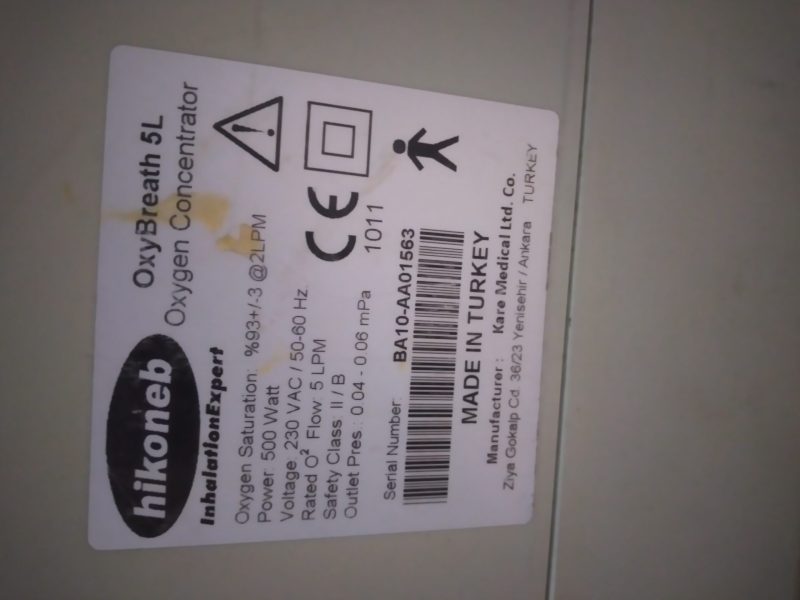 hikoneb
InhalationExpert
OxyBreath 5L
Oxygen Concentrator
Oxygen Saturation: %93+/-3 @2LPM
Power: 500 Watt
Voltage: 230 VAC / 50-60 Hz.
Rated O² Flow: 5 LPM
Safety Class : II / B
Outlet Pres : 0.04 - 0.06 mPa
CE
1011
Serial Number:
BA10-AA01563
MADE IN TURKEY
Manufacturer : Kare Medical Ltd. Co.
Ziya Gokalp Cd. 36/23 Yenisehir / Ankara TURKEY